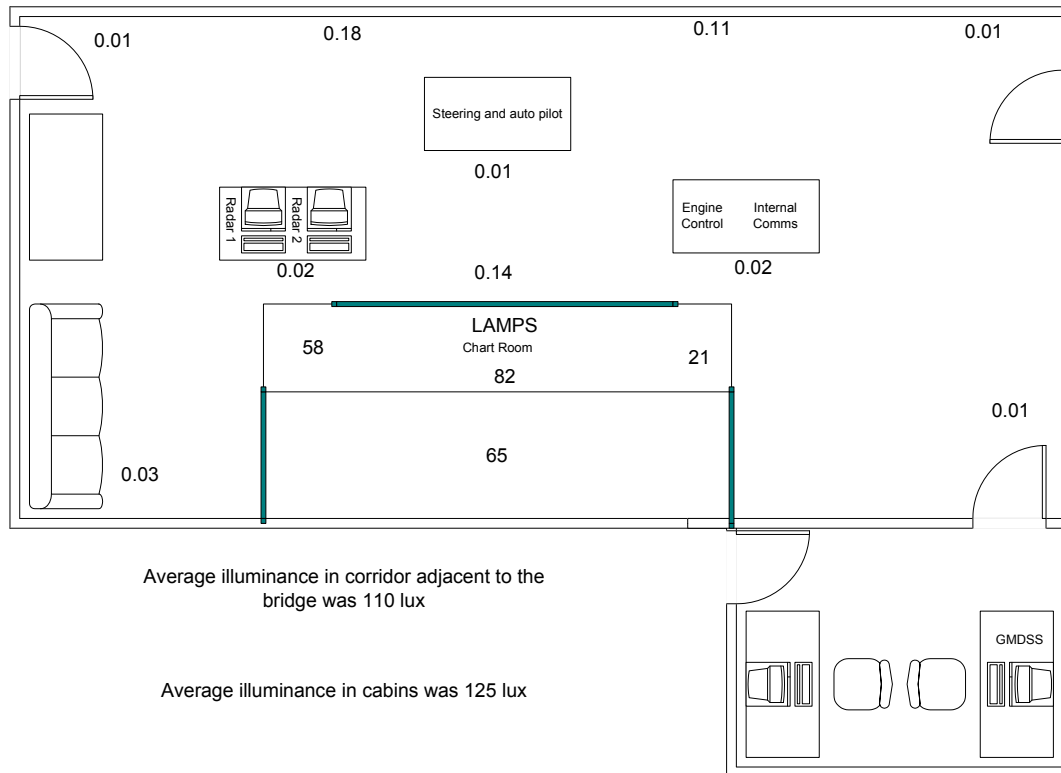 0.01
0.18
0.11
0.01
Steering and auto pilot
0.01
Radar 1
Radar 2
Engine Control
Internal Comms
0.02
0.14
0.02
LAMPS
Chart Room
58
21
82
0.01
65
0.03
Average illuminance in corridor adjacent to the
bridge was 110 lux
GMDSS
Average illuminance in cabins was 125 lux